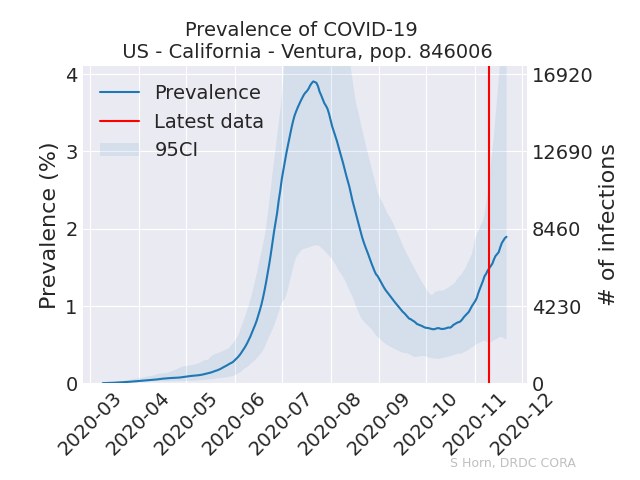 Prevalence of COVID-19
US - California - Ventura, pop. 846006
Prevalence (%)
4
3
2
1
0
Prevalence
Latest data
95CI
16920
12690
8460
4230
0
# of infections
2020-03
2020-04
2020-05
2020-06
2020-07
2020-08
2020-09
2020-10
2020-11
2020-12
S Horn, DRDC CORA